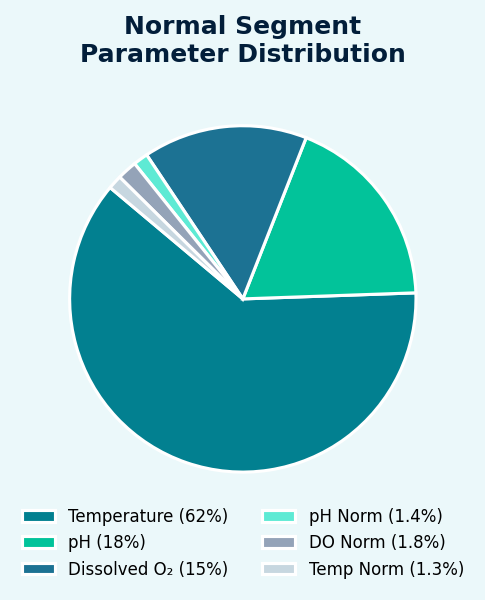 Normal Segment
Parameter Distribution
Temperature (62%)
pH (18%)
Dissolved O₂ (15%)
pH Norm (1.4%)
DO Norm (1.8%)
Temp Norm (1.3%)